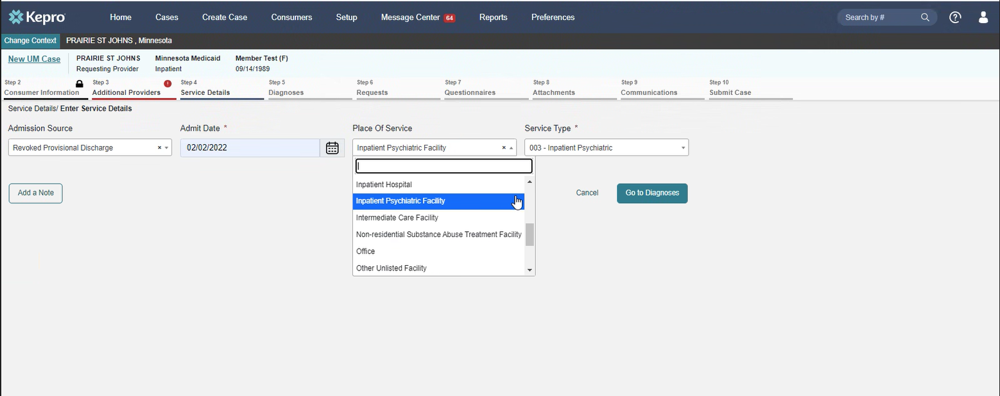 Kepro Home Cases Create Case Consumers Setup Message Center 64 Reports Preferences Search by #
Change Context PRAIRIE ST JOHNS , Minnesota
New UM Case PRAIRIE ST JOHNS Minnesota Medicaid Member Test (F)
Requesting Provider Inpatient 09/14/1989
Step 2 Step 3 Step 4 Step 5 Step 6 Step 7 Step 8 Step 9 Step 10
Consumer Information Additional Providers Service Details Diagnoses Requests Questionnaires Attachments Communications Submit Case
Service Details/ Enter Service Details
Admission Source Admit Date * Place Of Service Service Type *
Revoked Provisional Discharge × 02/02/2022 Inpatient Psychiatric Facility × 003 - Inpatient Psychiatric
Inpatient Hospital
Add a Note Cancel Go to Diagnoses
Inpatient Psychiatric Facility
Intermediate Care Facility
Non-residential Substance Abuse Treatment Facility
Office
Other Unlisted Facility